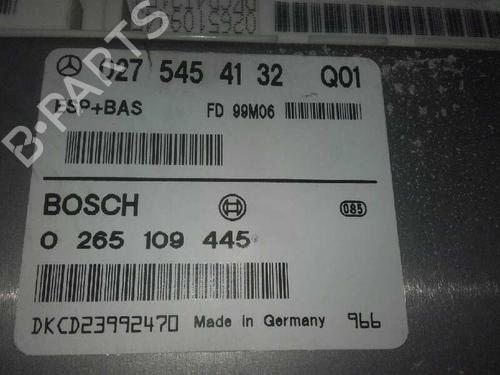 027 545 41 32 Q01
ESP+BAS FD 99M06
BOSCH 085
0 265 109 445
DKCD23992470 Made in Germany 966
B-PARTS